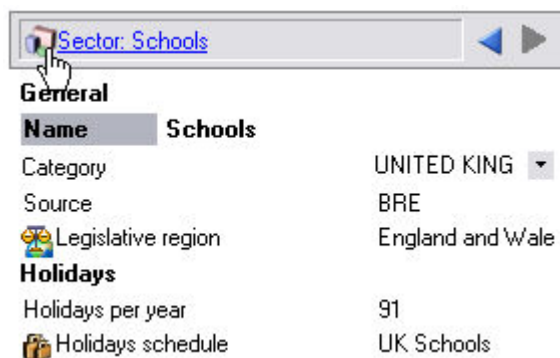 Sector: Schools
General
Name Schools
Category UNITED KING
Source BRE
Legislative region England and Wale
Holidays
Holidays per year 91
Holidays schedule UK Schools